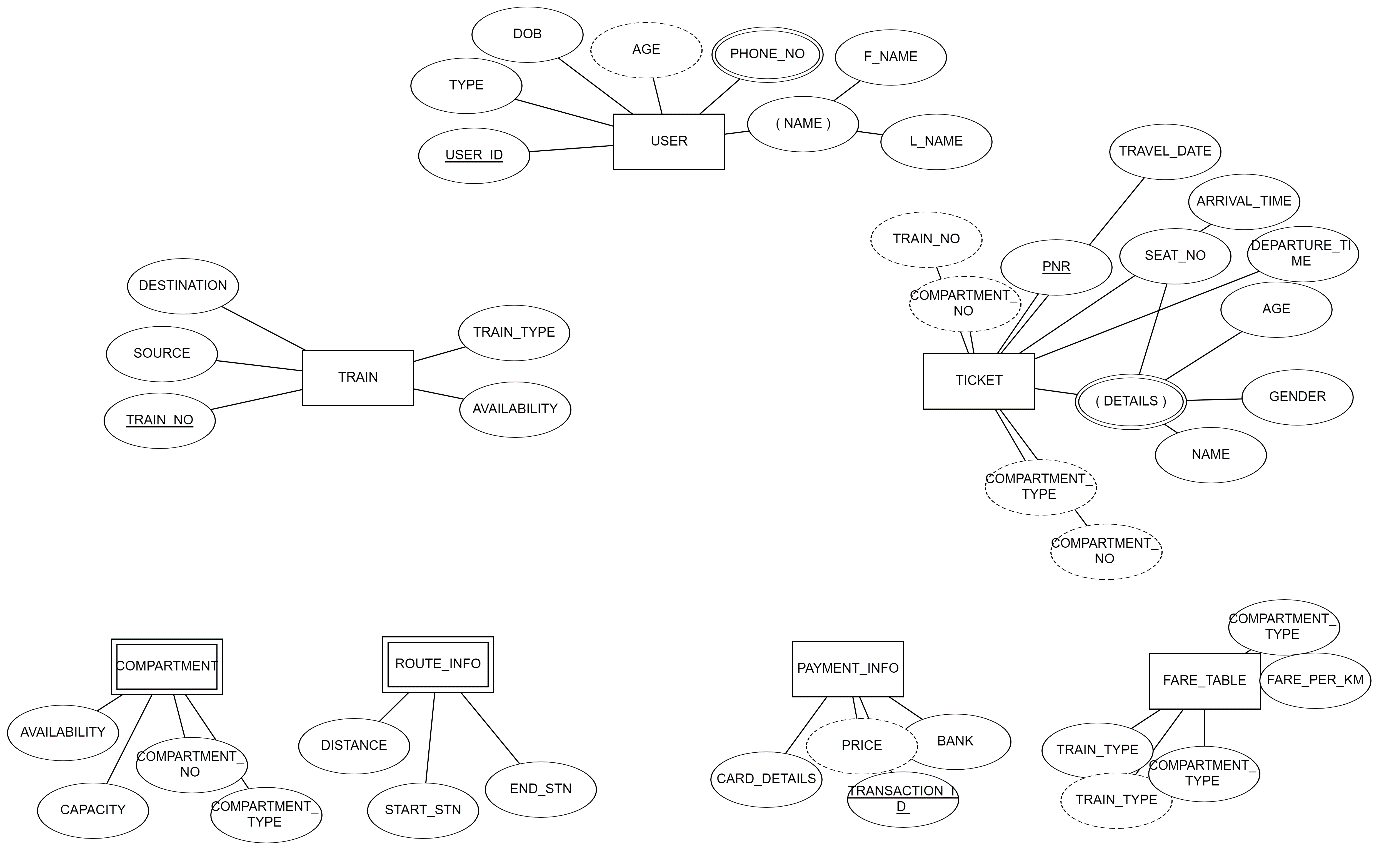 DOB
AGE
PHONE_NO
F_NAME
TYPE
( NAME )
USER
L_NAME
USER_ID
TRAVEL_DATE
ARRIVAL_TIME
TRAIN_NO
DEPARTURE_TI
ME
SEAT_NO
PNR
COMPARTMENT_
NO
AGE
TICKET
( DETAILS )
GENDER
NAME
COMPARTMENT_
TYPE
COMPARTMENT_
NO
DESTINATION
TRAIN_TYPE
SOURCE
TRAIN
AVAILABILITY
TRAIN_NO
COMPARTMENT
AVAILABILITY
COMPARTMENT_
NO
CAPACITY
COMPARTMENT_
TYPE
ROUTE_INFO
DISTANCE
END_STN
START_STN
PAYMENT_INFO
PRICE
BANK
CARD_DETAILS
TRANSACTION_I
D
COMPARTMENT_
TYPE
FARE_TABLE
FARE_PER_KM
TRAIN_TYPE
COMPARTMENT_
TYPE
TRAIN_TYPE